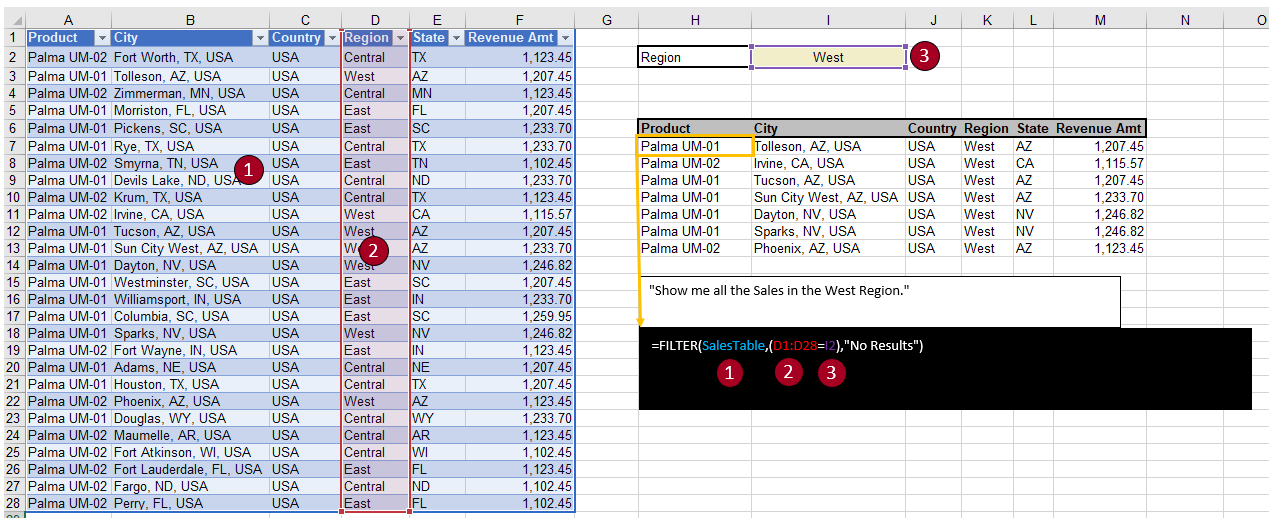 A B C D E F G H I J K L M N O
1 Product City Country Region State Revenue Amt
2 Palma UM-02 Fort Worth, TX, USA USA Central TX 1,123.45 Region West 3
3 Palma UM-01 Tolleson, AZ, USA USA West AZ 1,207.45
4 Palma UM-02 Zimmerman, MN, USA USA Central MN 1,123.45
5 Palma UM-01 Morriston, FL, USA USA East FL 1,207.45
6 Palma UM-01 Pickens, SC, USA USA East SC 1,233.70 Product City Country Region State Revenue Amt
7 Palma UM-01 Rye, TX, USA USA Central TX 1,233.70 Palma UM-01 Tolleson, AZ, USA USA West AZ 1,207.45
8 Palma UM-02 Smyrna, TN, USA USA East TN 1,102.45 Palma UM-02 Irvine, CA, USA USA West CA 1,115.57
1
9 Palma UM-01 Devils Lake, ND, USA USA Central ND 1,233.70 Palma UM-01 Tucson, AZ, USA USA West AZ 1,207.45
10 Palma UM-02 Krum, TX, USA USA Central TX 1,123.45 Palma UM-01 Sun City West, AZ, USA USA West AZ 1,233.70
11 Palma UM-02 Irvine, CA, USA USA West CA 1,115.57 Palma UM-01 Dayton, NV, USA USA West NV 1,246.82
12 Palma UM-01 Tucson, AZ, USA USA West AZ 1,207.45 Palma UM-01 Sparks, NV, USA USA West NV 1,246.82
13 Palma UM-01 Sun City West, AZ, USA USA West AZ 1,233.70 Palma UM-02 Phoenix, AZ, USA USA West AZ 1,123.45
2
14 Palma UM-01 Dayton, NV, USA USA West NV 1,246.82
15 Palma UM-01 Westminster, SC, USA USA East SC 1,207.45 "Show me all the Sales in the West Region."
16 Palma UM-01 Williamsport, IN, USA USA East IN 1,233.70
17 Palma UM-01 Columbia, SC, USA USA East SC 1,259.95
18 Palma UM-01 Sparks, NV, USA USA West NV 1,246.82
19 Palma UM-02 Fort Wayne, IN, USA USA East IN 1,123.45 =FILTER(SalesTable,(D1:D28=I2),"No Results")
20 Palma UM-01 Adams, NE, USA USA Central NE 1,207.45 1 2 3
21 Palma UM-01 Houston, TX, USA USA Central TX 1,207.45
22 Palma UM-02 Phoenix, AZ, USA USA West AZ 1,123.45
23 Palma UM-01 Douglas, WY, USA USA Central WY 1,233.70
24 Palma UM-02 Maumelle, AR, USA USA Central AR 1,123.45
25 Palma UM-02 Fort Atkinson, WI, USA USA Central WI 1,102.45
26 Palma UM-02 Fort Lauderdale, FL, USA USA East FL 1,123.45
27 Palma UM-02 Fargo, ND, USA USA Central ND 1,102.45
28 Palma UM-02 Perry, FL, USA USA East FL 1,102.45